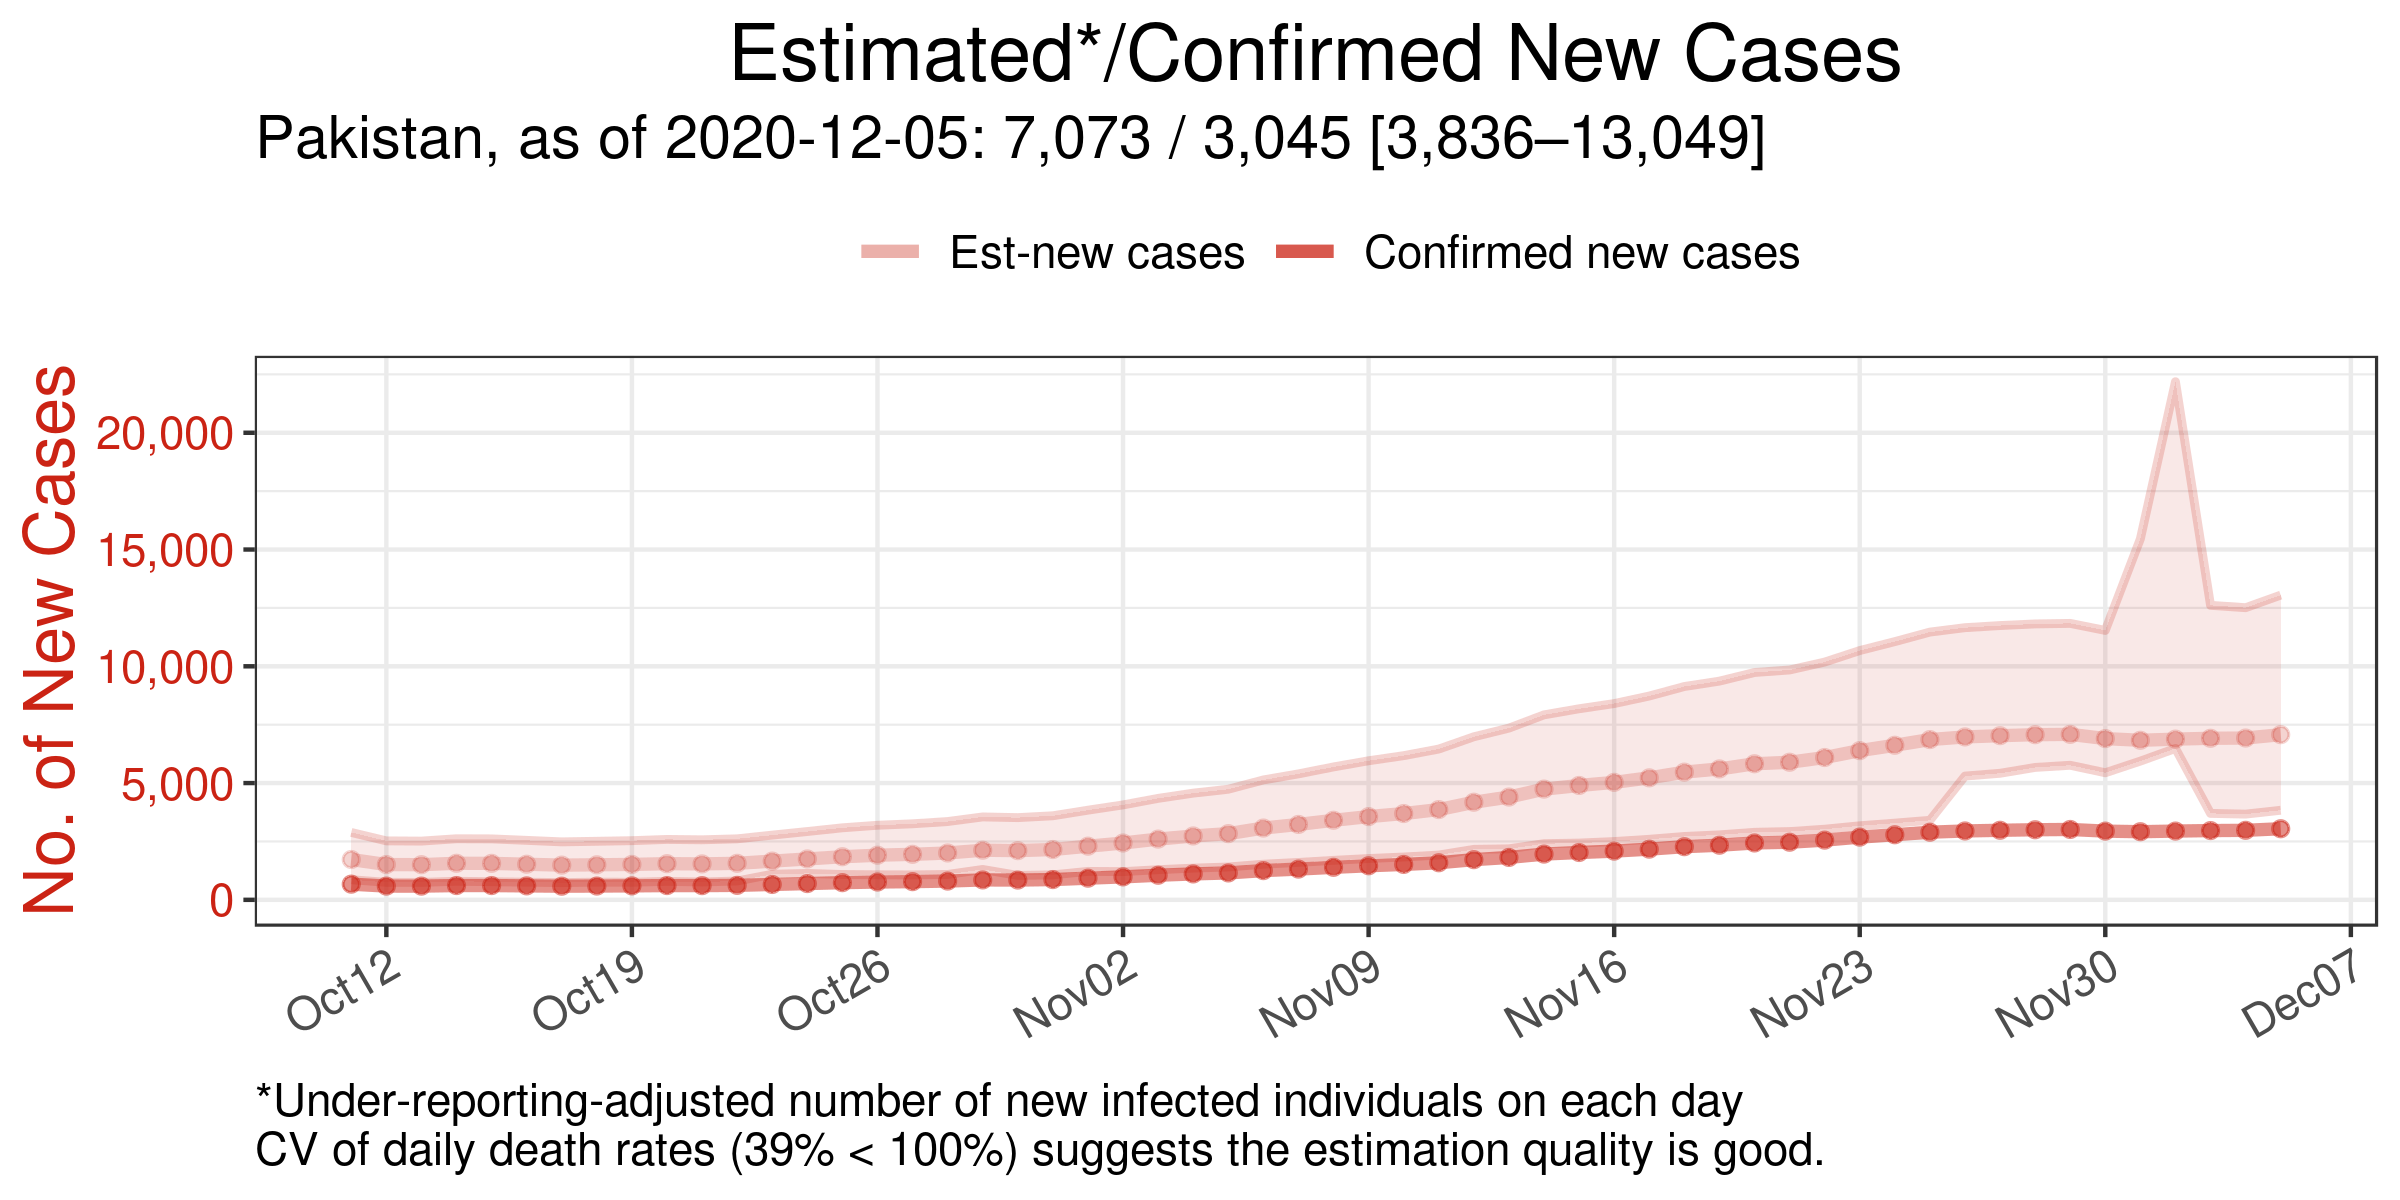 Estimated*/Confirmed New Cases
Pakistan, as of 2020-12-05: 7,073 / 3,045 [3,836–13,049]
Est-new cases
Confirmed new cases
No. of New Cases
20,000
15,000
10,000
5,000
0
Oct12
Oct19
Oct26
Nov02
Nov09
Nov16
Nov23
Nov30
Dec07
*Under-reporting-adjusted number of new infected individuals on each day
CV of daily death rates (39% < 100%) suggests the estimation quality is good.